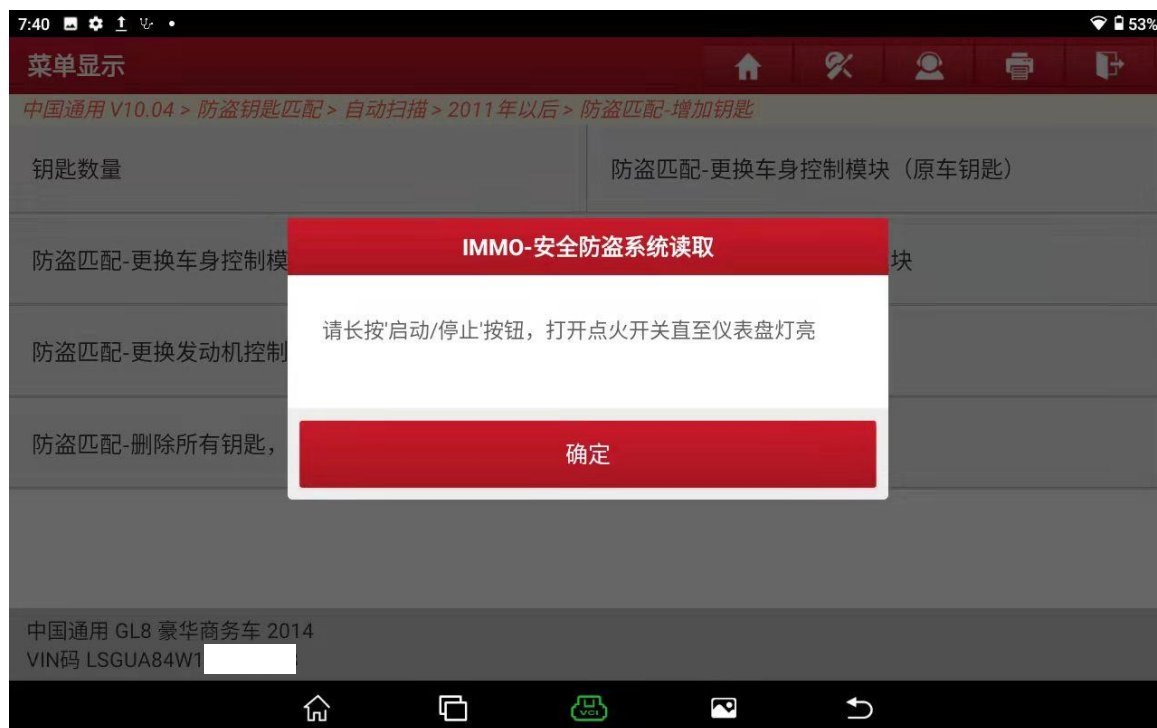 7:40
53%
菜单显示
中国通用 V10.04 > 防盗钥匙匹配 > 自动扫描 > 2011年以后 > 防盗匹配-增加钥匙
钥匙数量
防盗匹配-更换车身控制模块（原车钥匙）
IMMO-安全防盗系统读取
防盗匹配-更换车身控制模
块
请长按'启动/停止'按钮，打开点火开关直至仪表盘灯亮
防盗匹配-更换发动机控制
防盗匹配-删除所有钥匙，
确定
中国通用 GL8 豪华商务车 2014
VIN码 LSGUA84W1
VCI